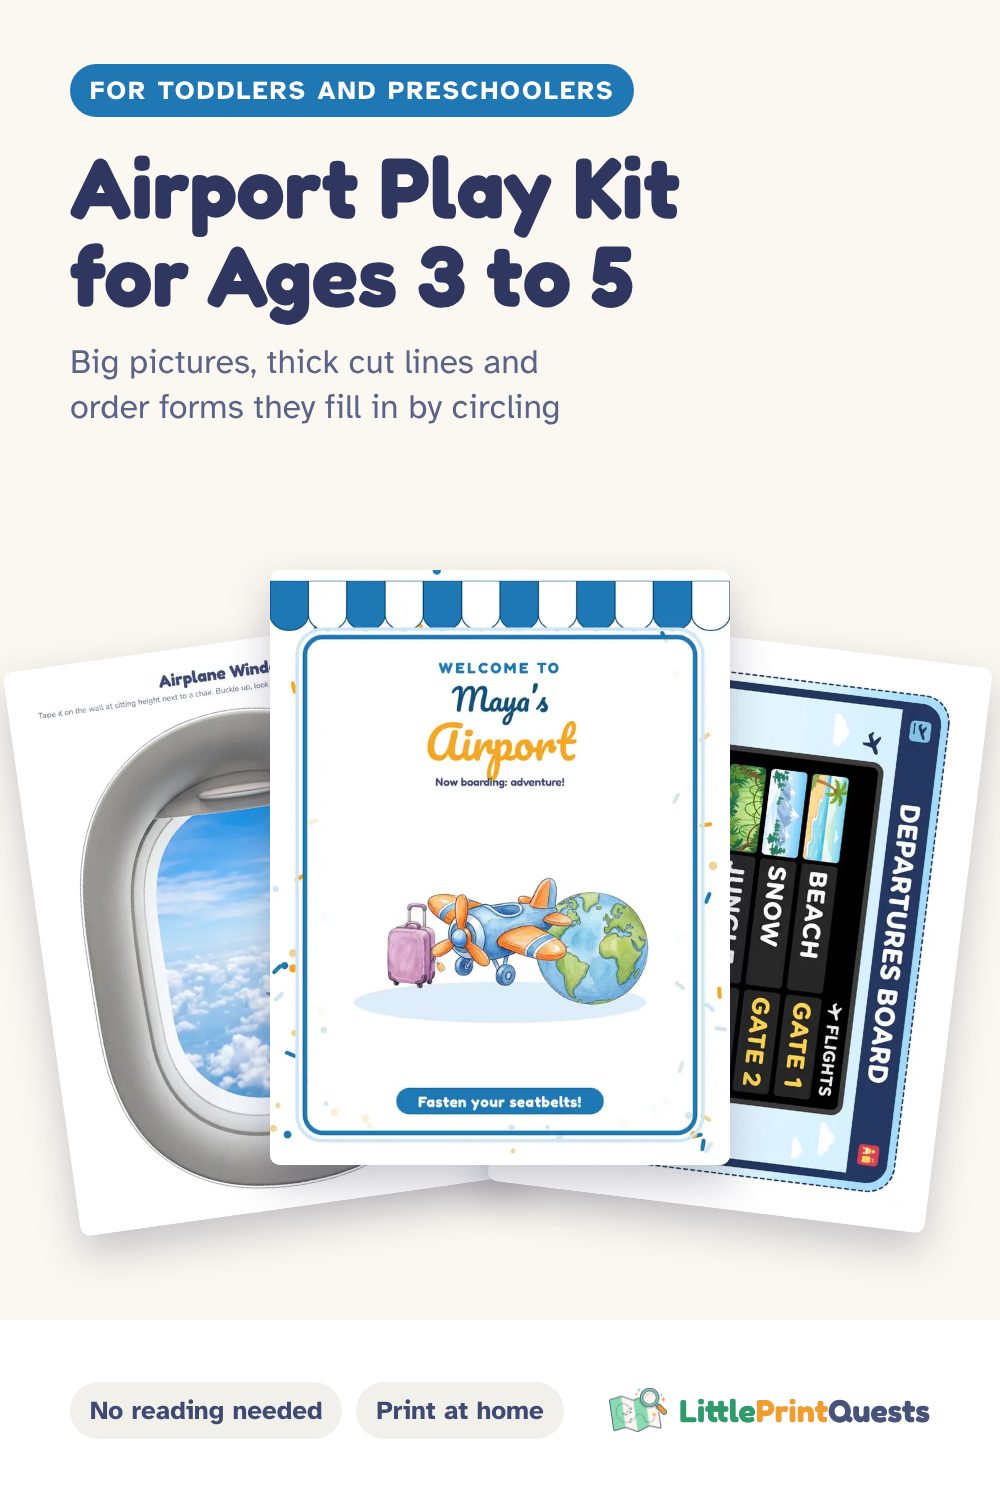 FOR TODDLERS AND PRESCHOOLERS
Airport Play Kit
for Ages 3 to 5
Big pictures, thick cut lines and
order forms they fill in by circling
Airplane
Tape it on the wall at sitting height next to a chair. Buckle up, look
WELCOME TO
Maya's
Airport
Now boarding: adventure!
Fasten your seatbelts!
DEPARTURES BOARD
FLIGHTS
BEACH GATE 1
SNOW GATE 2
No reading needed
Print at home
LittlePrintQuests